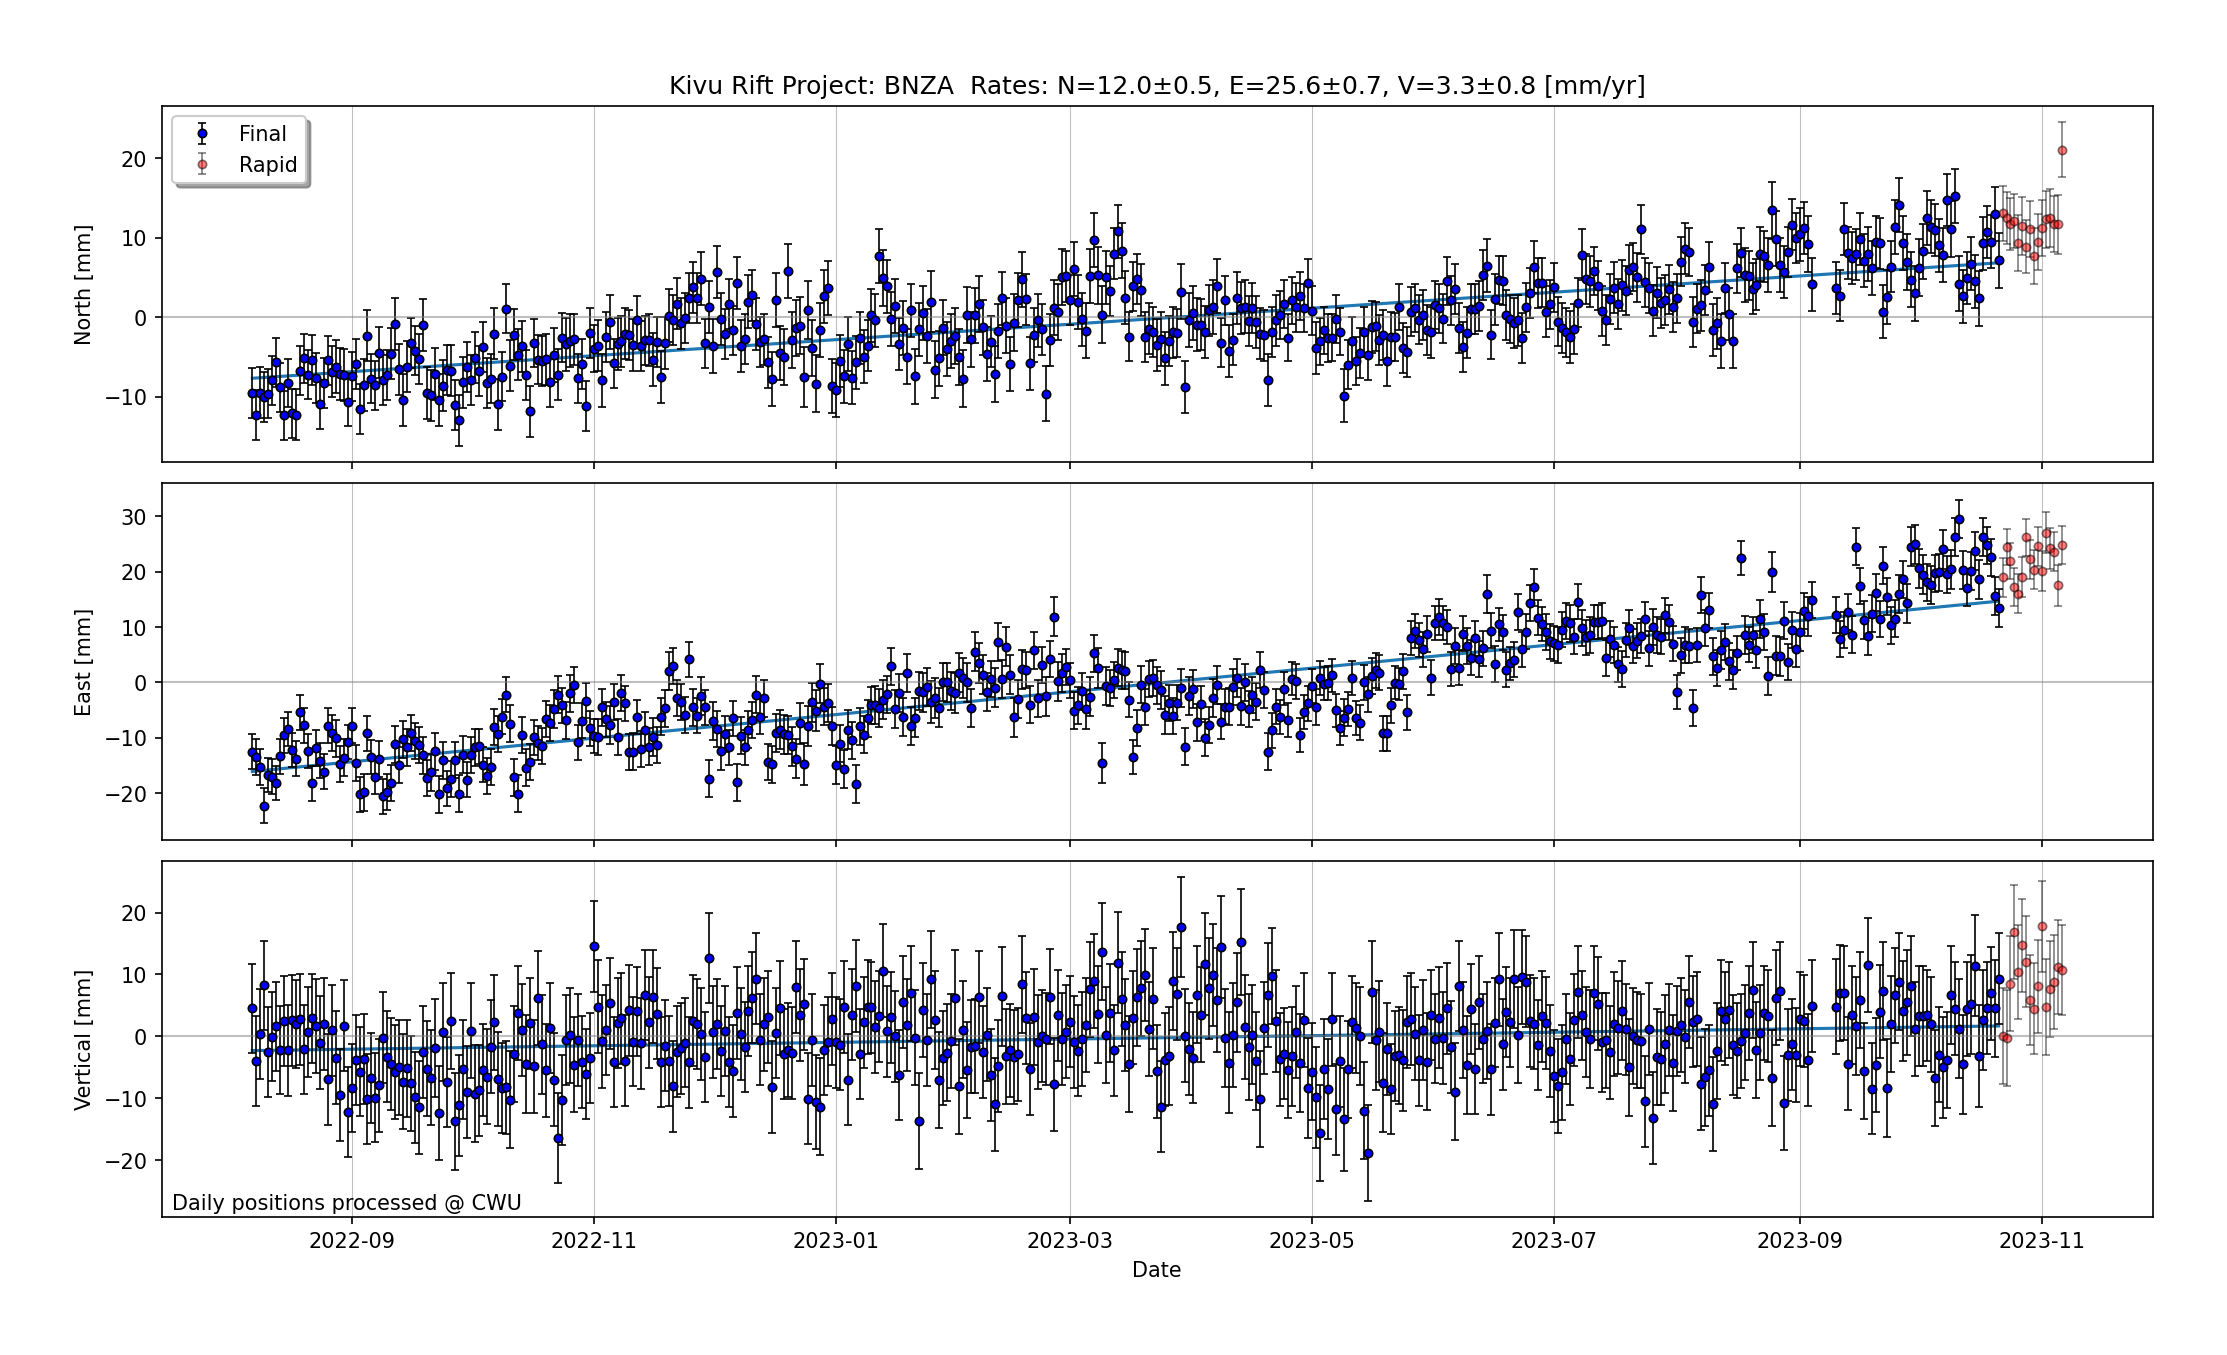 Kivu Rift Project: BNZA  Rates: N=12.0±0.5, E=25.6±0.7, V=3.3±0.8 [mm/yr]
Final
Rapid
North [mm]
20
10
0
−10
East [mm]
30
20
10
0
−10
−20
Vertical [mm]
20
10
0
−10
−20
Daily positions processed @ CWU
2022-09 2022-11 2023-01 2023-03 2023-05 2023-07 2023-09 2023-11
Date